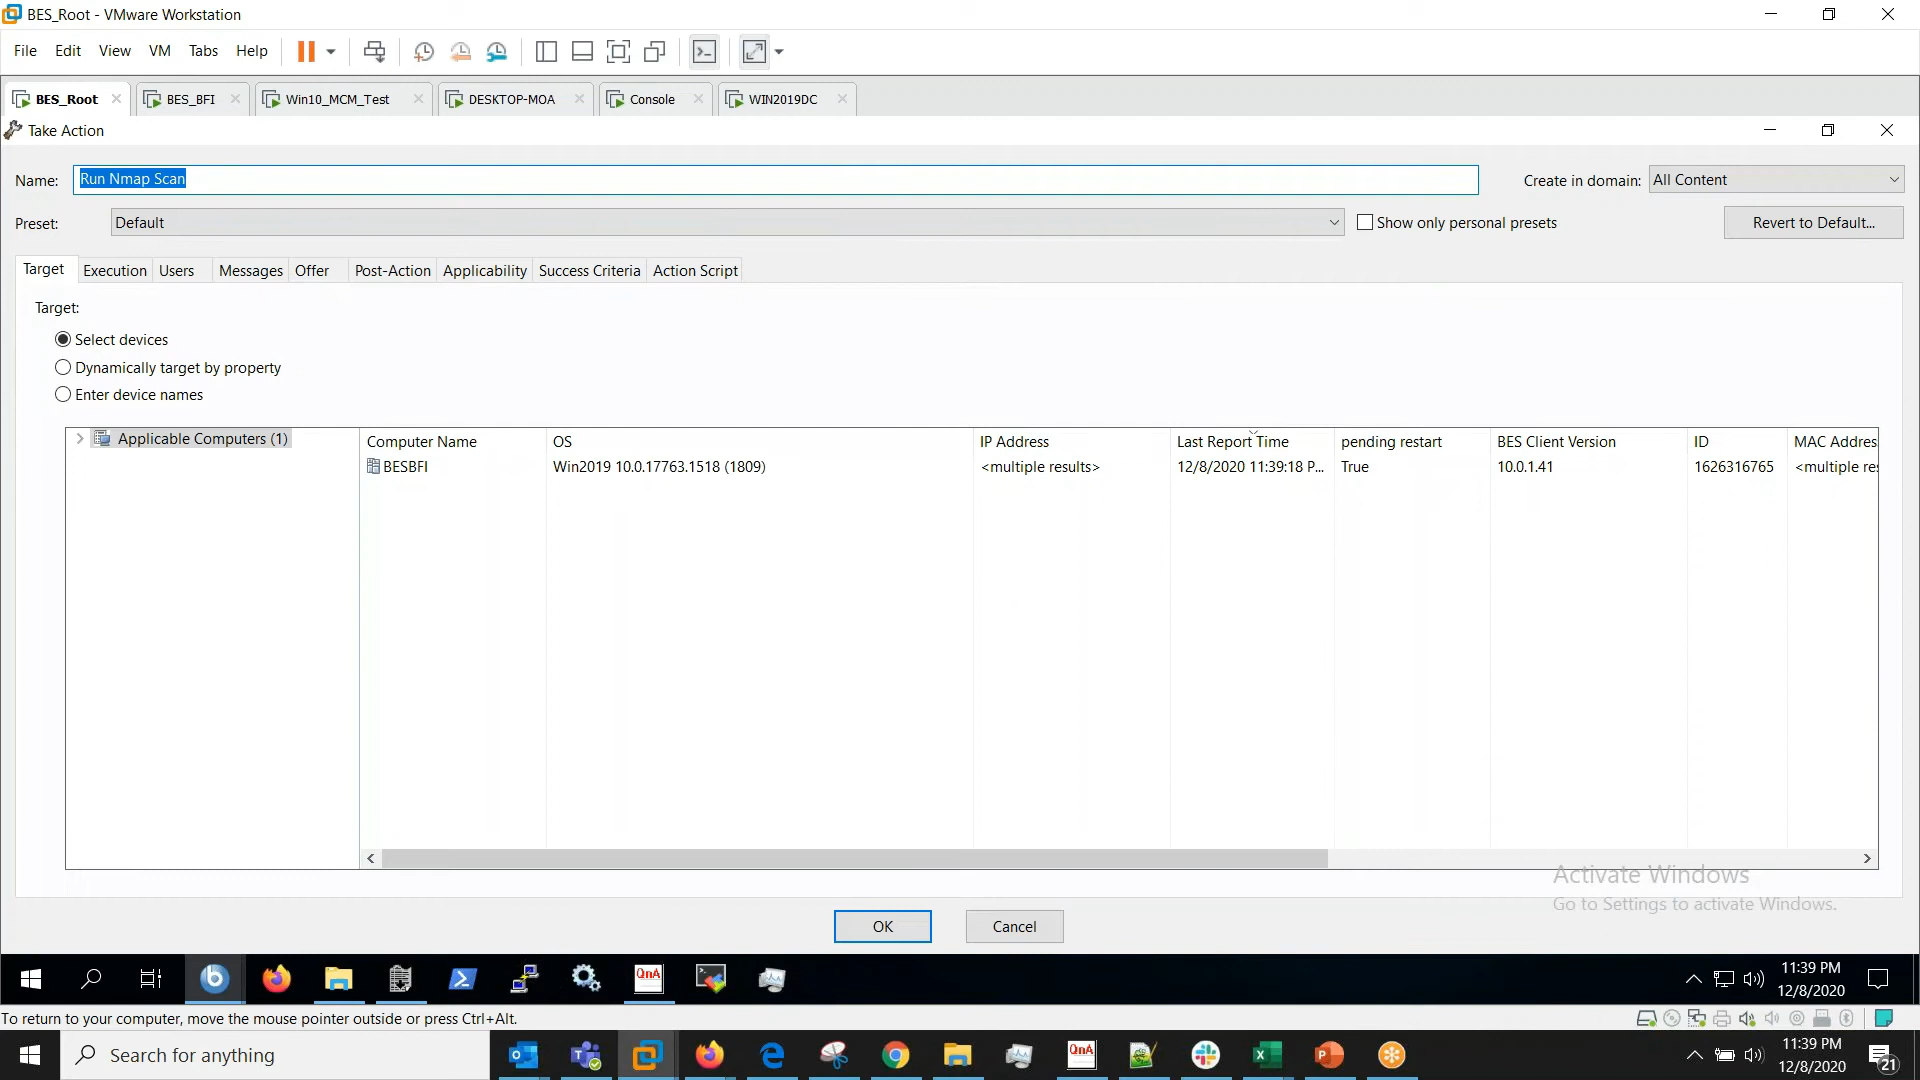 BES_Root - VMware Workstation
File Edit View VM Tabs Help
BES_Root BES_BFI Win10_MCM_Test DESKTOP-MOA Console WIN2019DC
Take Action
Name: Run Nmap Scan Create in domain: All Content
Preset: Default Show only personal presets Revert to Default...
Target Execution Users Messages Offer Post-Action Applicability Success Criteria Action Script
Target:
Select devices
Dynamically target by property
Enter device names
Applicable Computers (1) Computer Name OS IP Address Last Report Time pending restart BES Client Version ID MAC Addres
BESBFI Win2019 10.0.17763.1518 (1809) <multiple results> 12/8/2020 11:39:18 P... True 10.0.1.41 1626316765 <multiple re
Activate Windows
Go to Settings to activate Windows.
OK Cancel
QnA
11:39 PM
12/8/2020
To return to your computer, move the mouse pointer outside or press Ctrl+Alt.
Search for anything
QnA
11:39 PM
12/8/2020
21